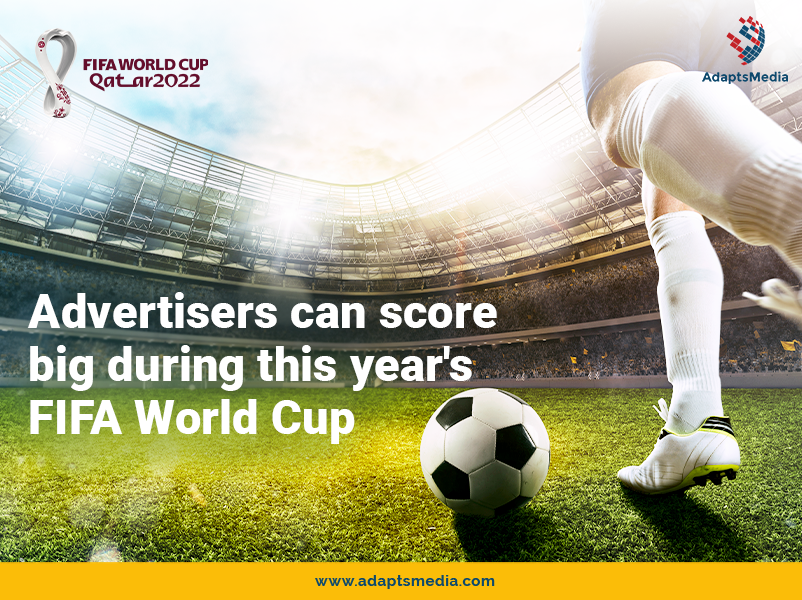 FIFA WORLD CUP
Qatar2022
AdaptsMedia
Advertisers can score
big during this year's
FIFA World Cup
www.adaptsmedia.com